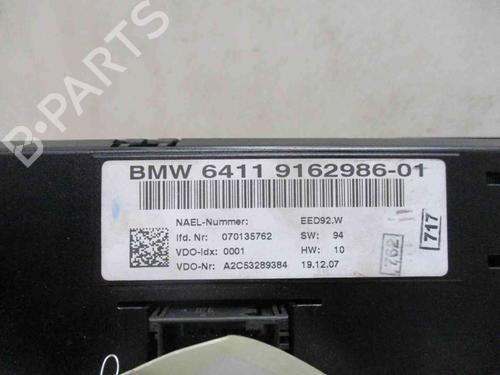 BMW 6411 9162986-01
NAEL-Nummer: EED92.W
lfd. Nr: 070135762 SW: 94
VDO-Idx: 0001 HW: 10
VDO-Nr: A2C53289384 19.12.07
762
717
B PARTS
B PARTS